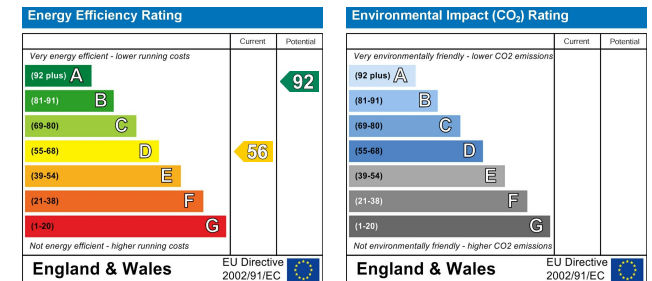 Energy Efficiency Rating
Current Potential
Very energy efficient - lower running costs
(92 plus) A
92
(81-91) B
(69-80) C
(55-68) D
56
(39-54) E
(21-38) F
(1-20) G
Not energy efficient - higher running costs
England & Wales
EU Directive
2002/91/EC
Environmental Impact (CO₂) Rating
Current Potential
Very environmentally friendly - lower CO2 emissions
(92 plus) A
(81-91) B
(69-80) C
(55-68) D
(39-54) E
(21-38) F
(1-20) G
Not environmentally friendly - higher CO2 emissions
England & Wales
EU Directive
2002/91/EC